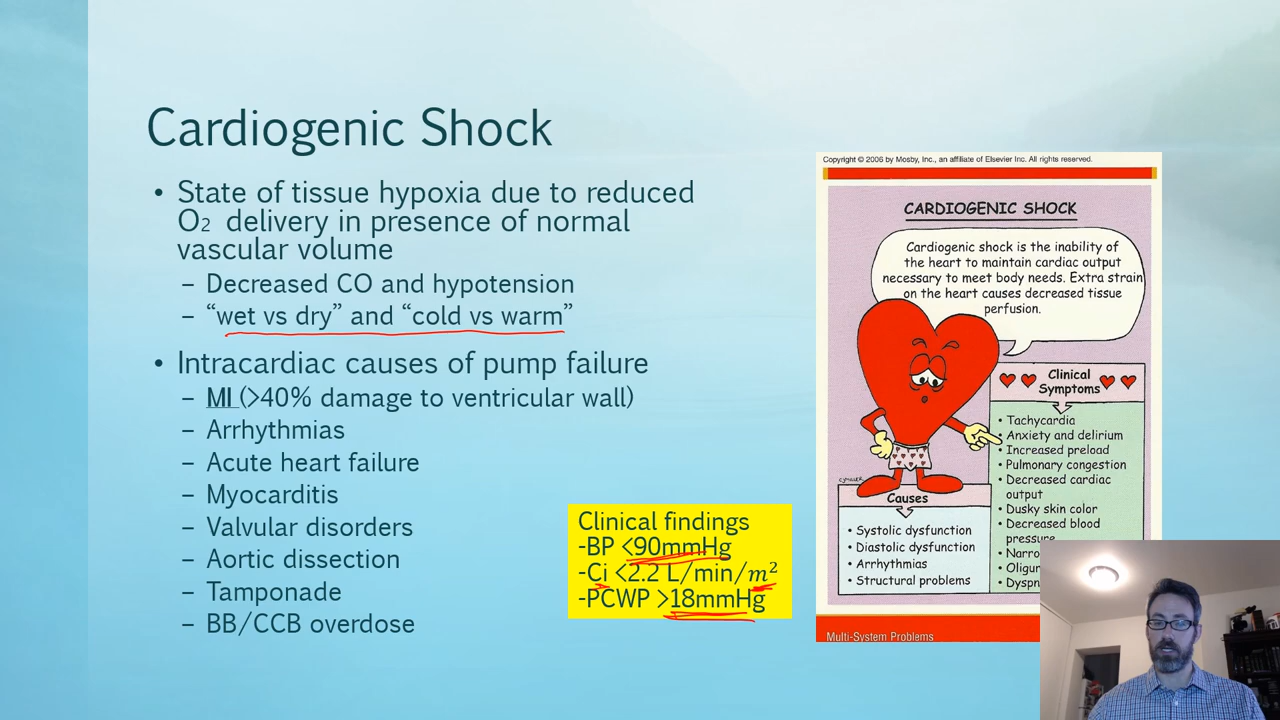 Cardiogenic Shock
• State of tissue hypoxia due to reduced
O2 delivery in presence of normal
vascular volume
– Decreased CO and hypotension
– “wet vs dry” and “cold vs warm”
• Intracardiac causes of pump failure
– MI (>40% damage to ventricular wall)
– Arrhythmias
– Acute heart failure
– Myocarditis
– Valvular disorders
– Aortic dissection
– Tamponade
– BB/CCB overdose
Clinical findings
-BP <90mmHg
-Ci <2.2 L/min/m²
-PCWP >18mmHg
Copyright © 2006 by Mosby, Inc., an affiliate of Elsevier Inc. All rights reserved.
CARDIOGENIC SHOCK
Cardiogenic shock is the inability of
the heart to maintain cardiac output
necessary to meet body needs. Extra strain
on the heart causes decreased tissue
perfusion.
Clinical
Symptoms
• Tachycardia
• Anxiety and delirium
• Increased preload
• Pulmonary congestion
• Decreased cardiac
output
• Dusky skin color
• Decreased blood
pressure
Causes
• Systolic dysfunction
• Diastolic dysfunction
• Arrhythmias
• Structural problems
Multi-System Problems